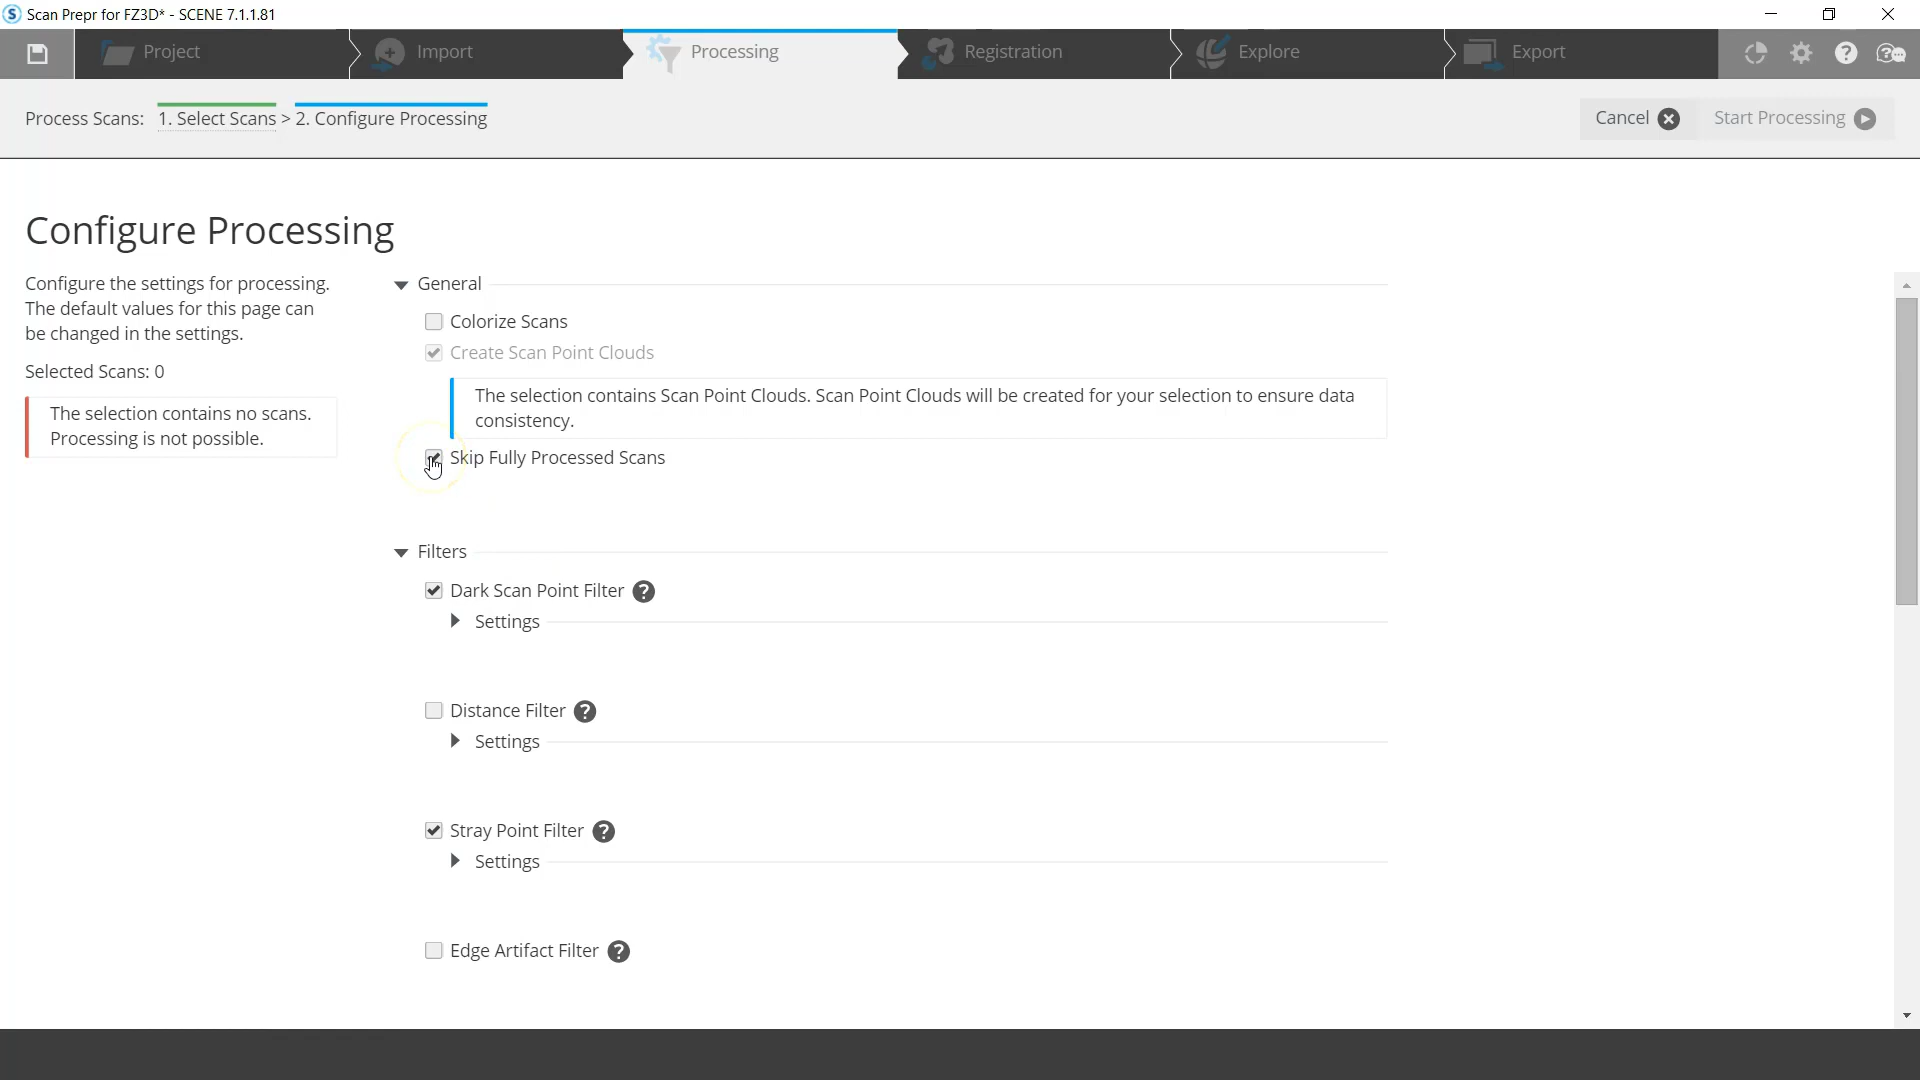 Scan Prepr for FZ3D* - SCENE 7.1.1.81
Project
Import
Processing
Registration
Explore
Export
Process Scans: 1. Select Scans > 2. Configure Processing
Cancel
Start Processing
Configure Processing
Configure the settings for processing.
The default values for this page can
be changed in the settings.
Selected Scans: 0
The selection contains no scans.
Processing is not possible.
General
Colorize Scans
Create Scan Point Clouds
The selection contains Scan Point Clouds. Scan Point Clouds will be created for your selection to ensure data
consistency.
Skip Fully Processed Scans
Filters
Dark Scan Point Filter ?
Settings
Distance Filter ?
Settings
Stray Point Filter ?
Settings
Edge Artifact Filter ?